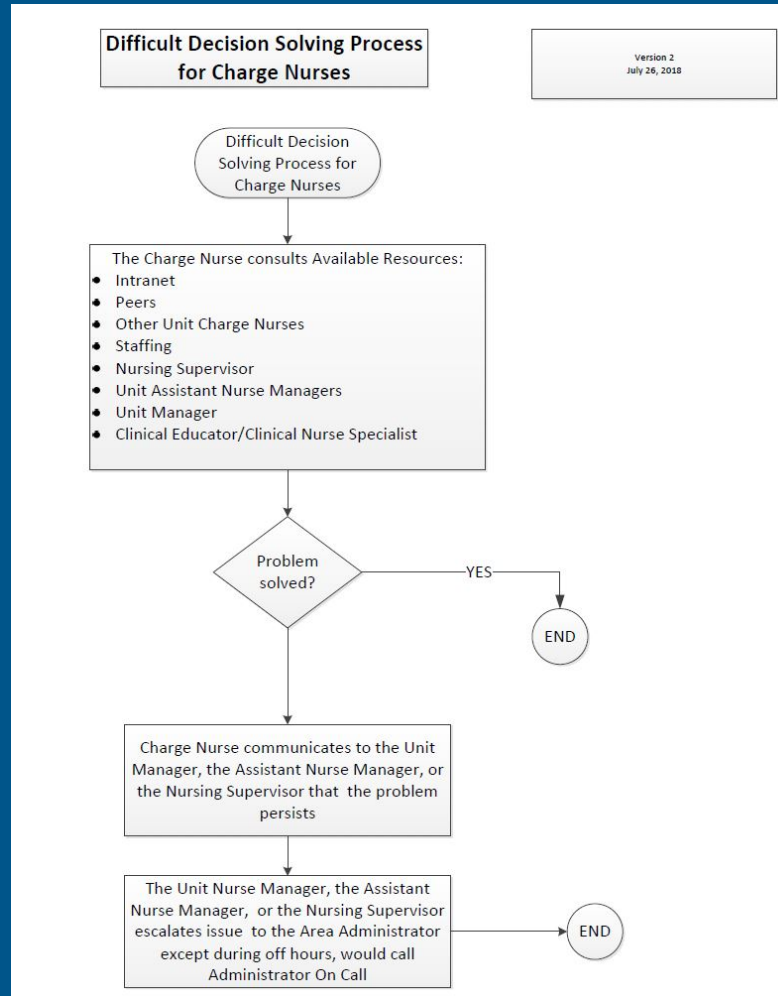 Difficult Decision Solving Process
for Charge Nurses
Version 2
July 26, 2018
Difficult Decision
Solving Process for
Charge Nurses
The Charge Nurse consults Available Resources:
• Intranet
• Peers
• Other Unit Charge Nurses
• Staffing
• Nursing Supervisor
• Unit Assistant Nurse Managers
• Unit Manager
• Clinical Educator/Clinical Nurse Specialist
Problem
solved?
YES
END
Charge Nurse communicates to the Unit
Manager, the Assistant Nurse Manager, or
the Nursing Supervisor that the problem
persists
The Unit Nurse Manager, the Assistant
Nurse Manager, or the Nursing Supervisor
escalates issue to the Area Administrator
except during off hours, would call
Administrator On Call
END